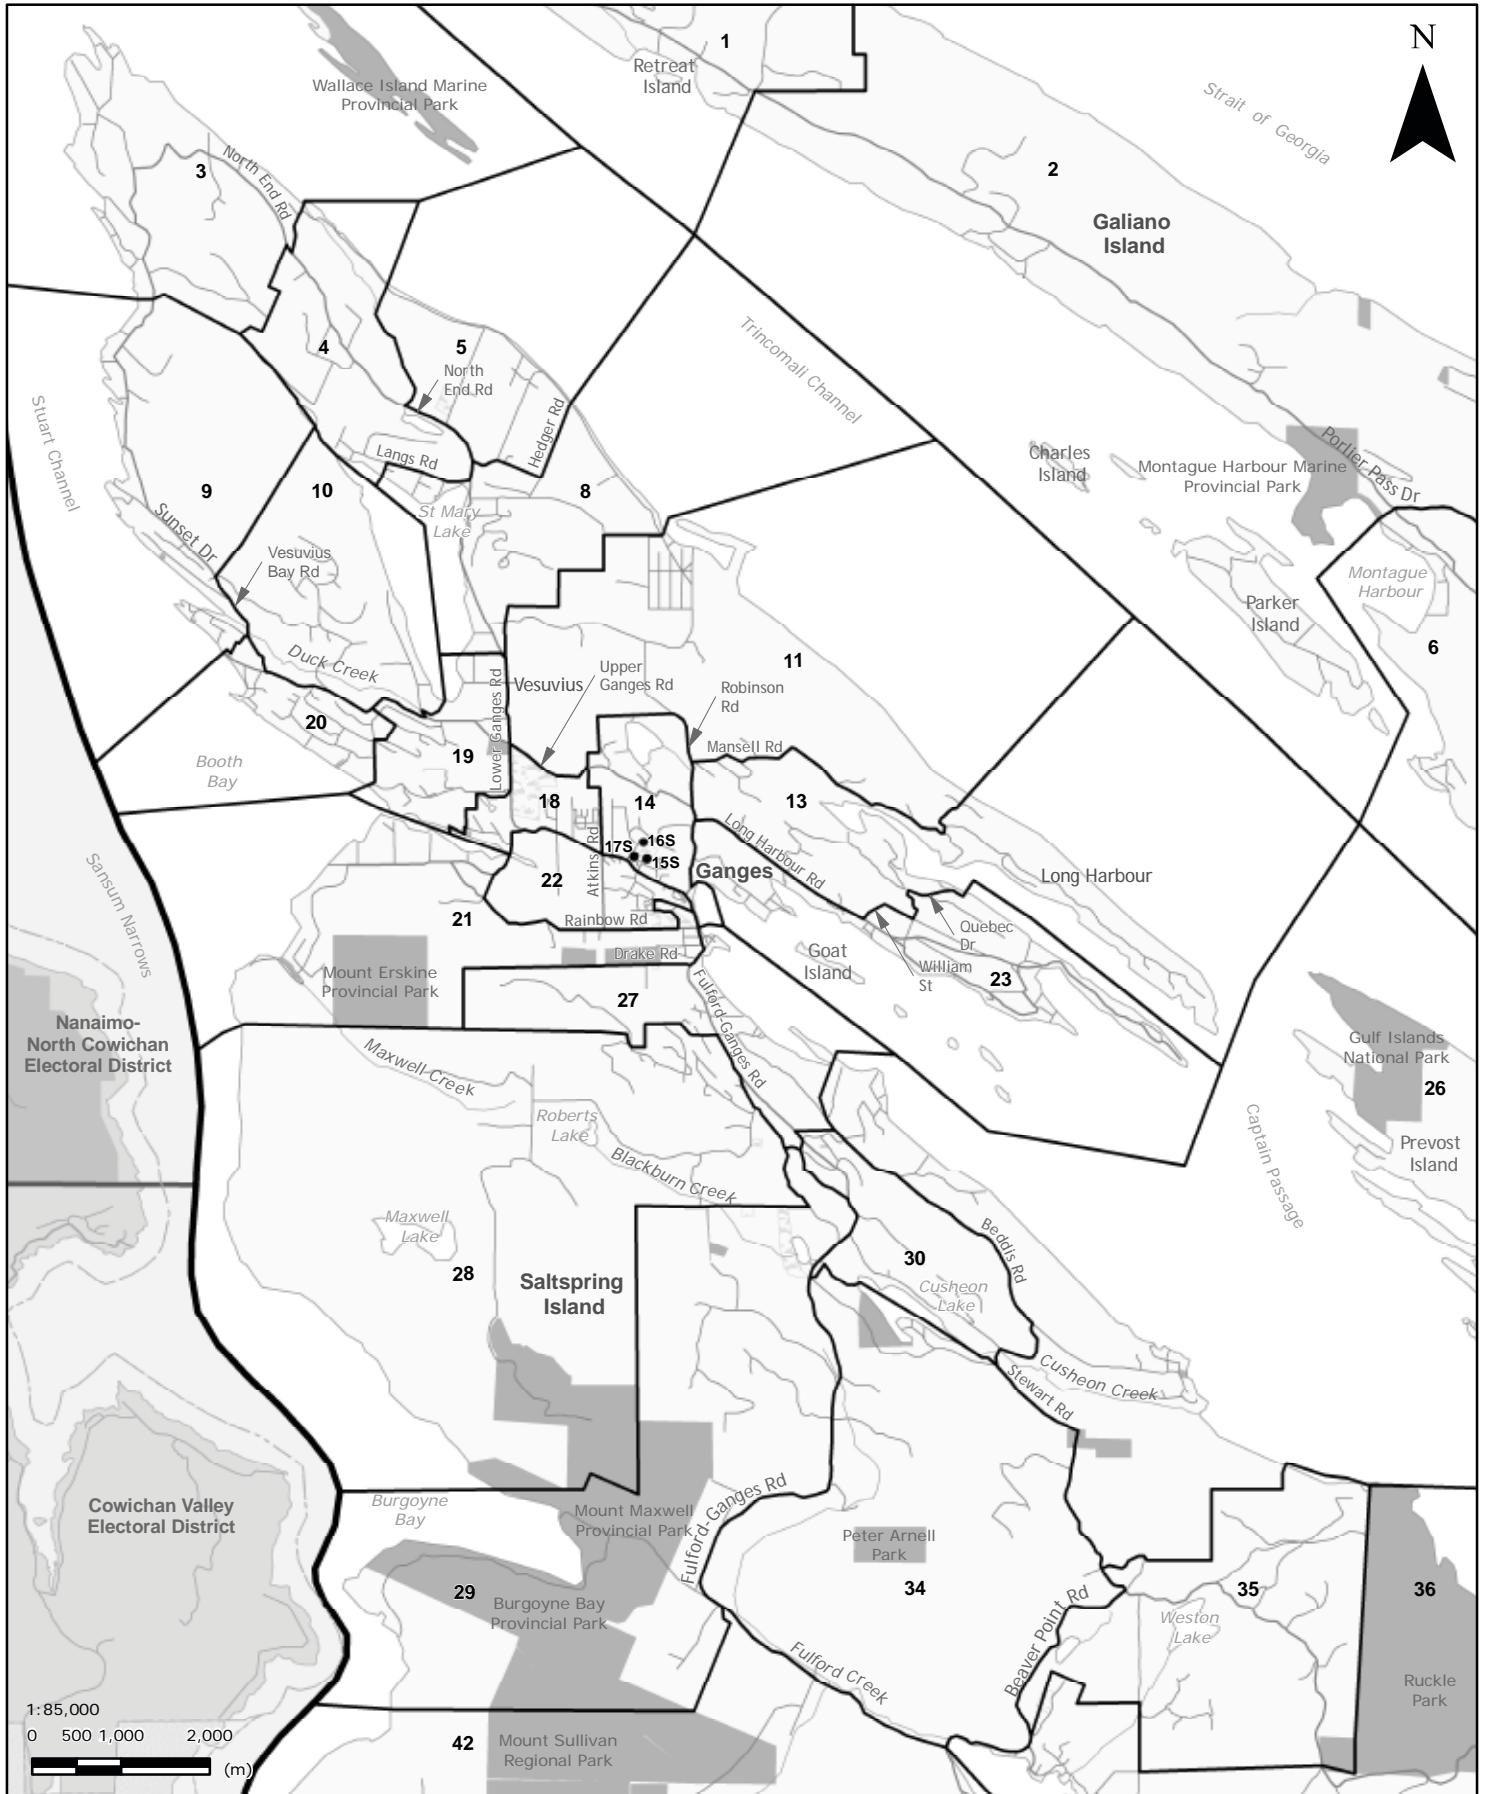 N
1
Retreat
Island
Wallace Island Marine
Provincial Park
Strait of Georgia
2
Galiano
Island
3
North End Rd
4
5
North
End Rd
Trincomali Channel
Stuart Channel
Hedger Rd
Langs Rd
Charles
Island
Montague Harbour Marine
Provincial Park
Porlier Pass Dr
9
10
8
St Mary
Lake
Sunset Dr
Vesuvius
Bay Rd
Montague
Harbour
Parker
Island
6
Duck Creek
11
Upper
Ganges Rd
Vesuvius
Robinson
Rd
Lower Ganges Rd
20
19
Mansell Rd
Booth
Bay
18
14
13
16S
17S
15S
Long Harbour Rd
Atkins Rd
Ganges
22
Long Harbour
Sansum Narrows
21
Rainbow Rd
Quebec
Dr
Drake Rd
Goat
Island
William
St
23
Mount Erskine
Provincial Park
27
Fulford-Ganges Rd
Nanaimo-
North Cowichan
Electoral District
Gulf Islands
National Park
26
Maxwell Creek
Roberts
Lake
Blackburn Creek
Captain Passage
Prevost
Island
Maxwell
Lake
28
Saltspring
Island
30
Beddis Rd
Cusheon
Lake
Cusheon Creek
Stewart Rd
Cowichan Valley
Electoral District
Burgoyne
Bay
Mount Maxwell
Provincial Park
Fulford-Ganges Rd
Peter Arnell
Park
29
Burgoyne Bay
Provincial Park
34
35
36
Weston
Lake
Beaver Point Rd
Fulford Creek
Ruckle
Park
1:85,000
0 500 1,000 2,000
(m)
42
Mount Sullivan
Regional Park